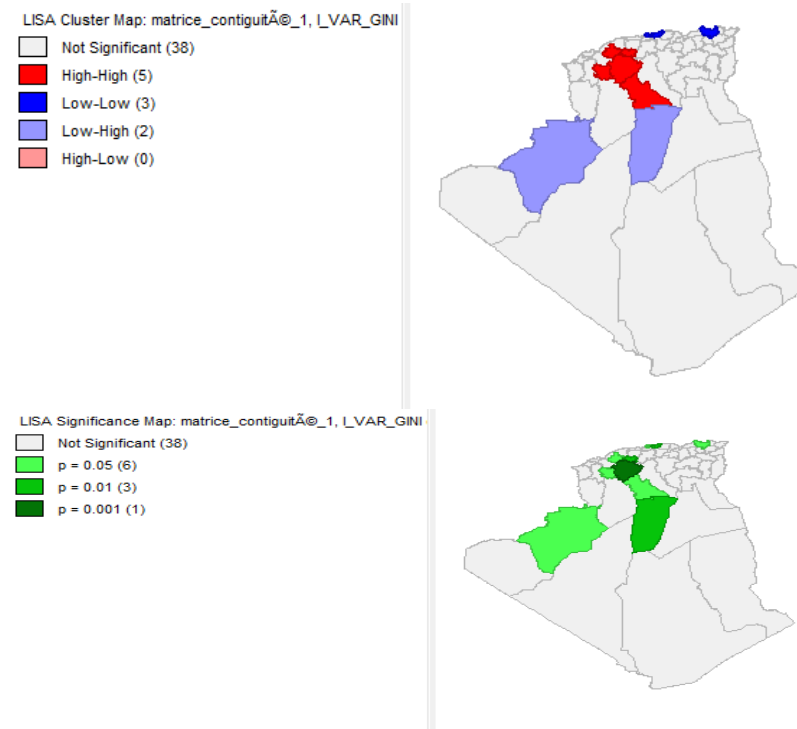 LISA Cluster Map: matrice_contiguitÃ©_1, I_VAR_GINI
Not Significant (38)
High-High (5)
Low-Low (3)
Low-High (2)
High-Low (0)
LISA Significance Map: matrice_contiguitÃ©_1, I_VAR_GINI
Not Significant (38)
p = 0.05 (6)
p = 0.01 (3)
p = 0.001 (1)